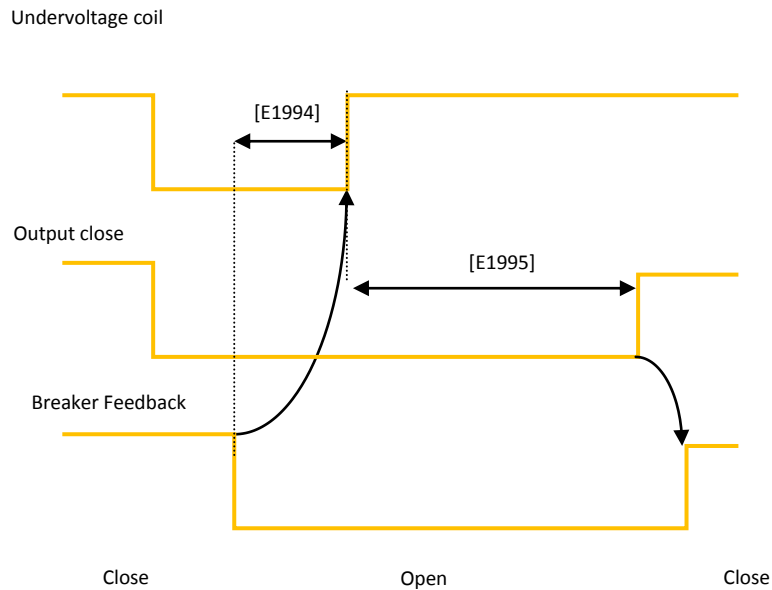 Undervoltage coil
[E1994]
Output close
[E1995]
Breaker Feedback
Close Open Close